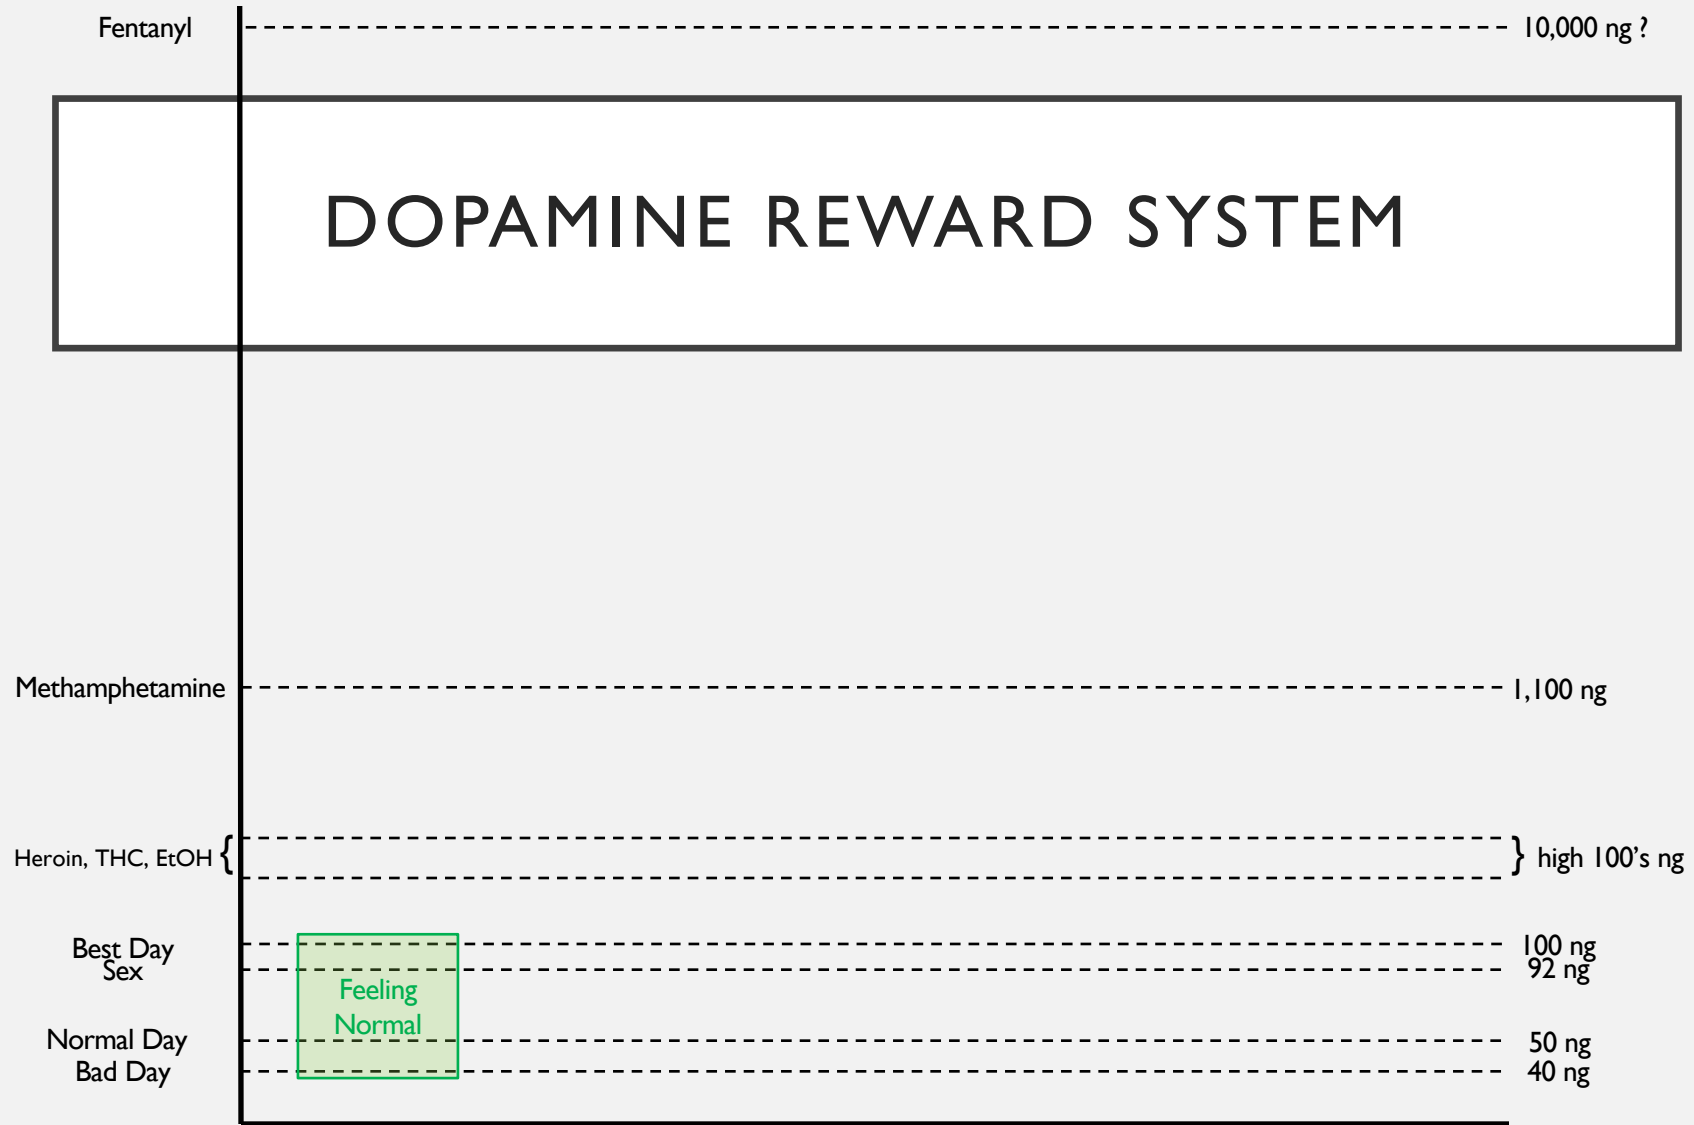 Fentanyl
10,000 ng ?
DOPAMINE REWARD SYSTEM
Methamphetamine
1,100 ng
Heroin, THC, EtOH {
} high 100's ng
Best Day
100 ng
Sex
92 ng
Feeling
Normal
Normal Day
50 ng
Bad Day
40 ng